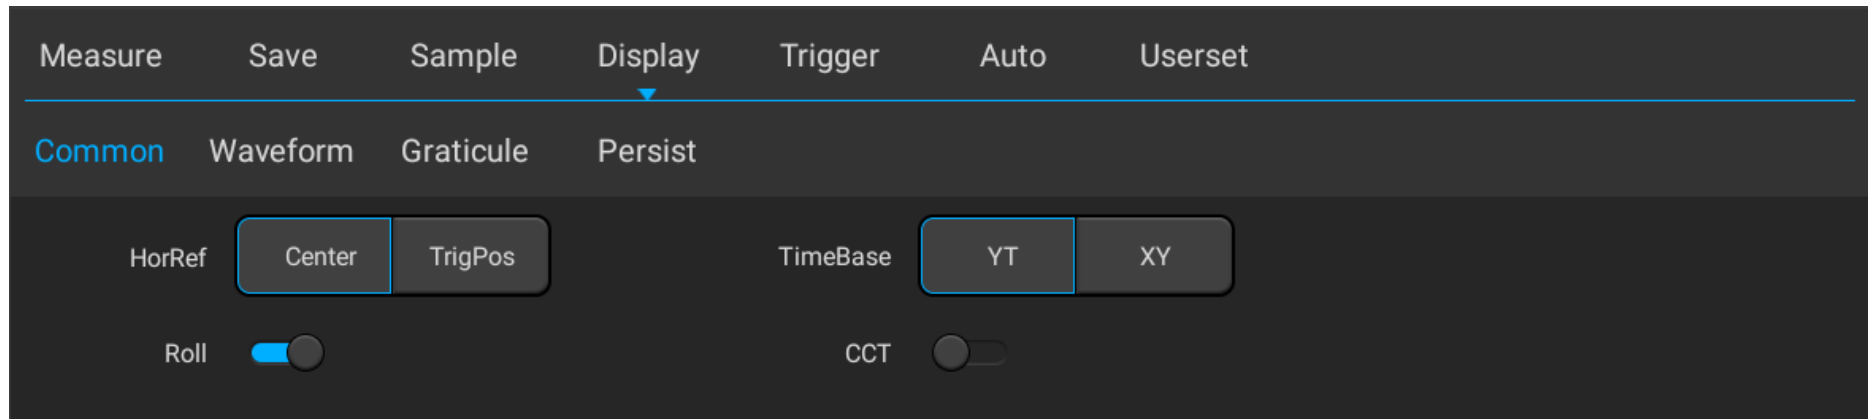 Measure Save Sample Display Trigger Auto Userset
Common Waveform Graticule Persist
HorRef Center TrigPos TimeBase YT XY
Roll CCT